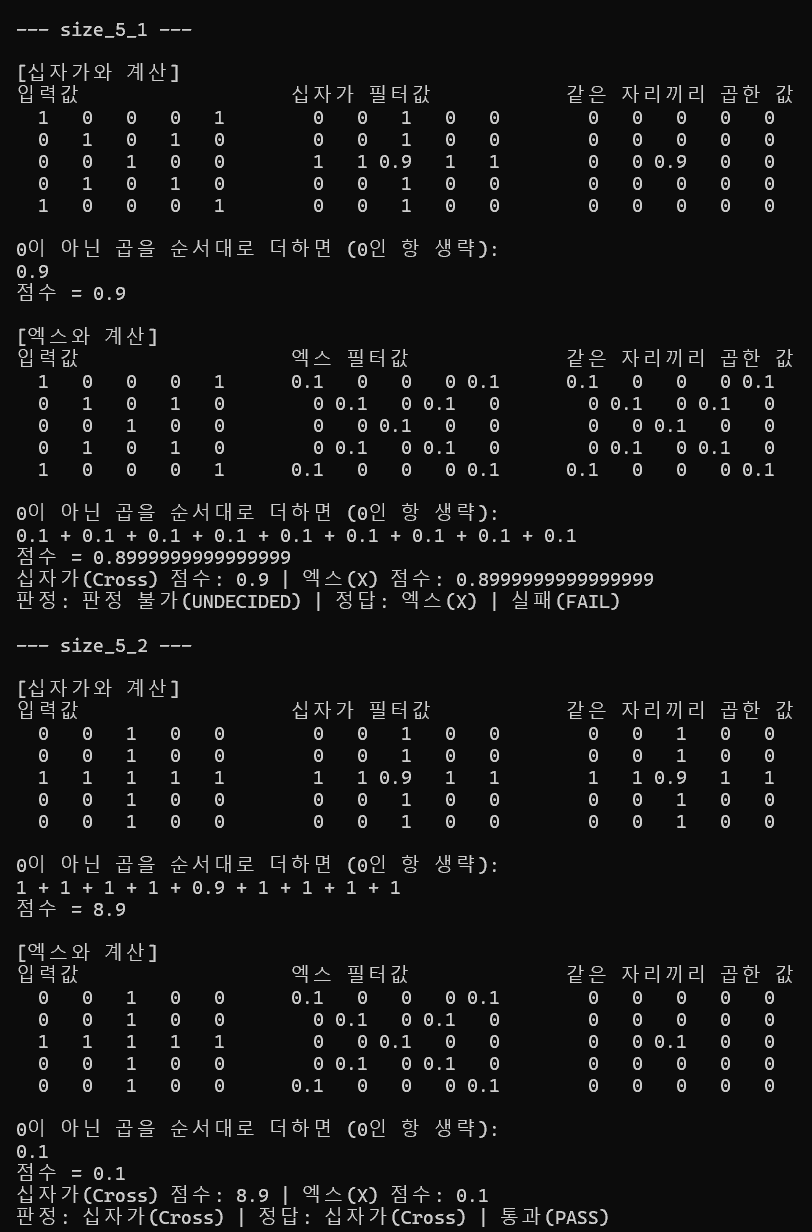 --- size_5_1 ---
[십자가와 계산]
입력값 십자가 필터값 같은 자리끼리 곱한 값
1 0 0 0 1 0 0 1 0 0 0 0 0 0 0
0 1 0 1 0 0 0 1 0 0 0 0 0 0 0
0 0 1 0 0 1 1 0.9 1 1 0 0 0.9 0 0
0 1 0 1 0 0 0 1 0 0 0 0 0 0 0
1 0 0 0 1 0 0 1 0 0 0 0 0 0 0
0이 아닌 곱을 순서대로 더하면 (0인 항 생략):
0.9
점수 = 0.9
[엑스와 계산]
입력값 엑스 필터값 같은 자리끼리 곱한 값
1 0 0 0 1 0.1 0 0 0 0.1 0.1 0 0 0 0.1
0 1 0 1 0 0 0.1 0 0.1 0 0 0.1 0 0.1 0
0 0 1 0 0 0 0 0.1 0 0 0 0 0.1 0 0
0 1 0 1 0 0 0.1 0 0.1 0 0 0.1 0 0.1 0
1 0 0 0 1 0.1 0 0 0 0.1 0.1 0 0 0 0.1
0이 아닌 곱을 순서대로 더하면 (0인 항 생략):
0.1 + 0.1 + 0.1 + 0.1 + 0.1 + 0.1 + 0.1 + 0.1 + 0.1
점수 = 0.8999999999999999
십자가(Cross) 점수: 0.9 | 엑스(X) 점수: 0.8999999999999999
판정: 판정 불가(UNDECIDED) | 정답: 엑스(X) | 실패(FAIL)
--- size_5_2 ---
[십자가와 계산]
입력값 십자가 필터값 같은 자리끼리 곱한 값
0 0 1 0 0 0 0 1 0 0 0 0 1 0 0
0 0 1 0 0 0 0 1 0 0 0 0 1 0 0
1 1 1 1 1 1 1 0.9 1 1 1 1 0.9 1 1
0 0 1 0 0 0 0 1 0 0 0 0 1 0 0
0 0 1 0 0 0 0 1 0 0 0 0 1 0 0
0이 아닌 곱을 순서대로 더하면 (0인 항 생략):
1 + 1 + 1 + 1 + 0.9 + 1 + 1 + 1 + 1
점수 = 8.9
[엑스와 계산]
입력값 엑스 필터값 같은 자리끼리 곱한 값
0 0 1 0 0 0.1 0 0 0 0.1 0 0 0 0 0
0 0 1 0 0 0 0.1 0 0.1 0 0 0 0 0 0
1 1 1 1 1 0 0 0.1 0 0 0 0 0.1 0 0
0 0 1 0 0 0 0.1 0 0.1 0 0 0 0 0 0
0 0 1 0 0 0.1 0 0 0 0.1 0 0 0 0 0
0이 아닌 곱을 순서대로 더하면 (0인 항 생략):
0.1
점수 = 0.1
십자가(Cross) 점수: 8.9 | 엑스(X) 점수: 0.1
판정: 십자가(Cross) | 정답: 십자가(Cross) | 통과(PASS)